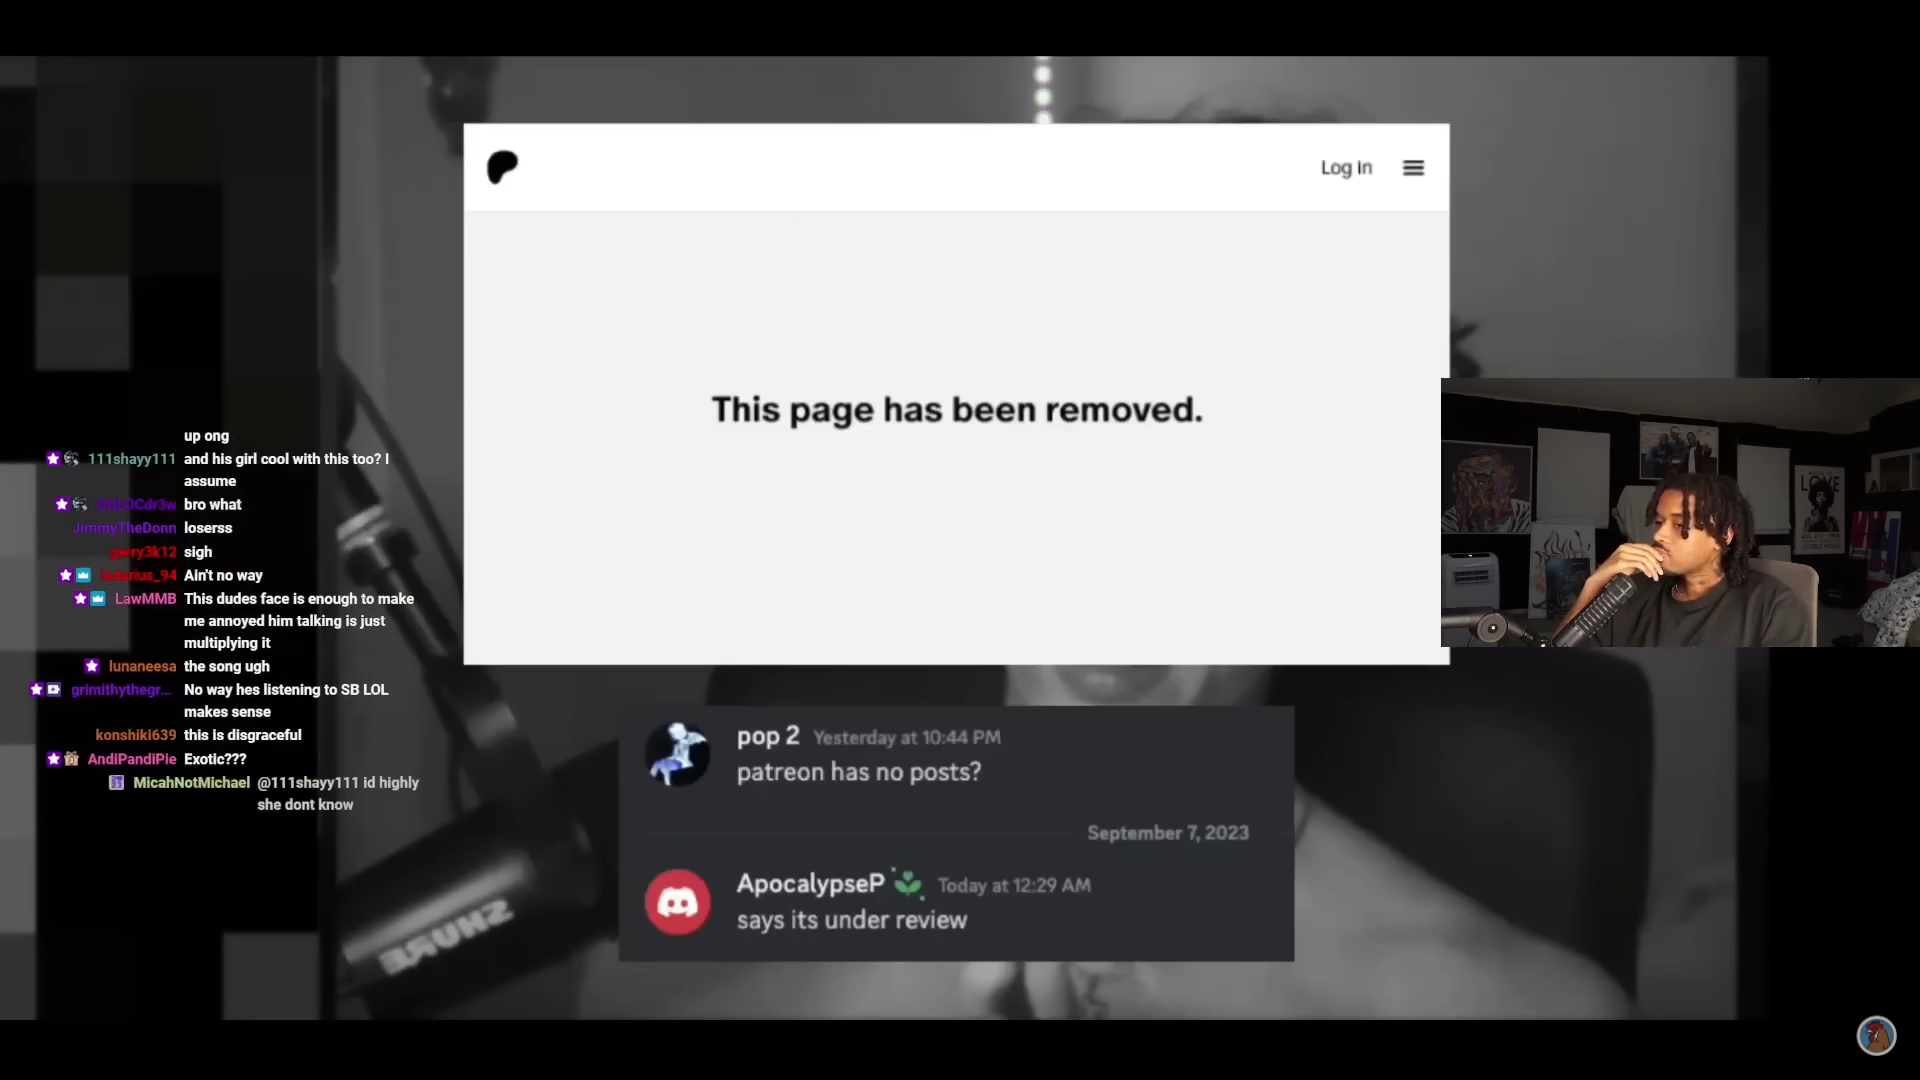 Log In
This page has been removed.
up ong
111shayy111 and his girl cool with this too? I
assume
bro what
JimmyTheDonn loserss
sigh
Ain't no way
LawMMB This dudes face is enough to make
me annoyed him talking is just
multiplying it
lunaneesa the song ugh
grimithythegr... No way hes listening to SB LOL
makes sense
konshiki639 this is disgraceful
AndiPandiPie Exotic???
MicahNotMichael @111shayy111 id highly
she dont know
pop 2 Yesterday at 10:44 PM
patreon has no posts?
September 7, 2023
ApocalypseP Today at 12:29 AM
says its under review
SHURE
LOVE